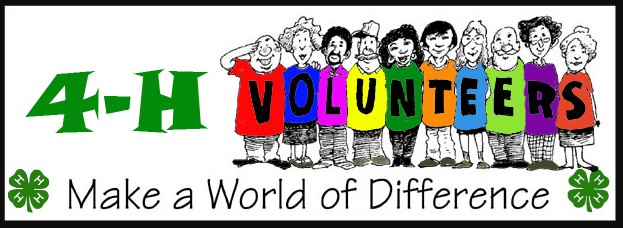 4-H VOLUNTEERS
Make a World of Difference
H H H H
H H H H